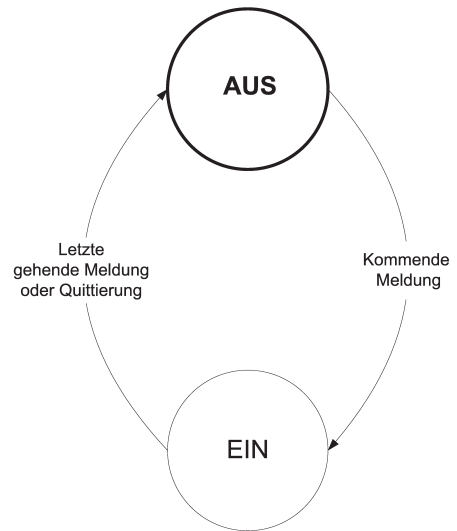 AUS
Letzte
gehende Meldung
oder Quittierung
Kommende
Meldung
EIN